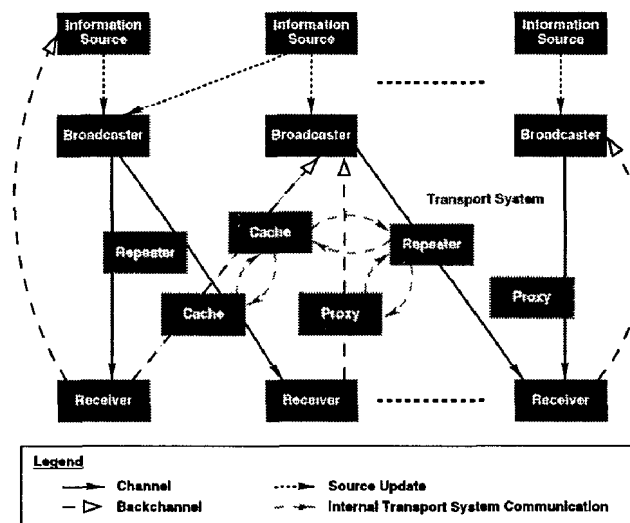 Information
Source
Information
Source
Information
Source
Broadcaster
Broadcaster
Broadcaster
Transport System
Cache
Repeater
Repeater
Cache
Proxy
Proxy
Receiver
Receiver
Receiver
Legend
Channel
Source Update
Backchannel
Internal Transport System Communication